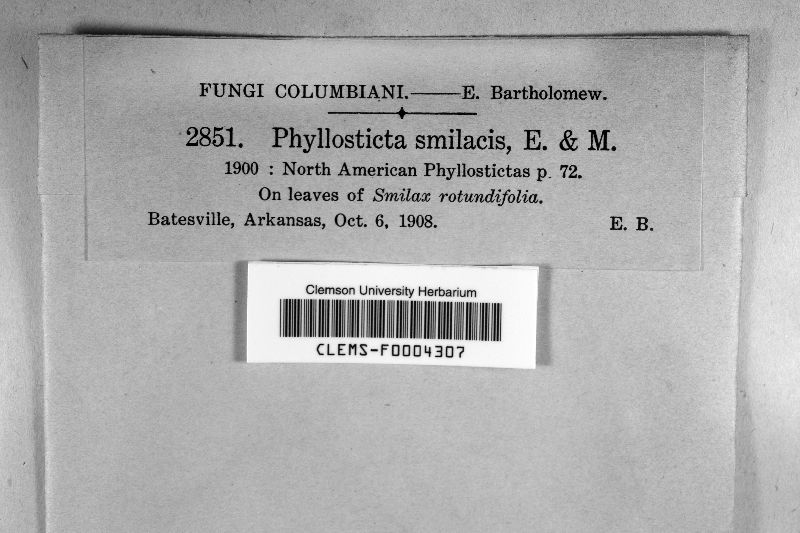 FUNGI COLUMBIANI.——E. Bartholomew.
2851. Phyllosticta smilacis, E. & M.
1900 : North American Phyllostictas p. 72.
On leaves of Smilax rotundifolia.
Batesville, Arkansas, Oct. 6, 1908. E. B.
Clemson University Herbarium
CLEMS-F0004307